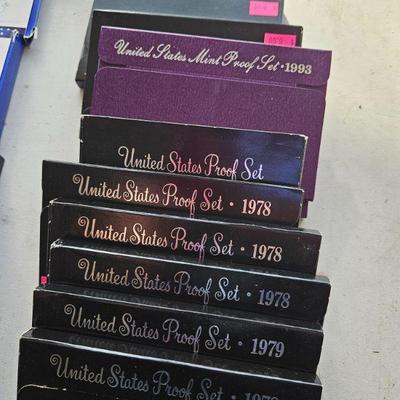 United States Mint Proof Set • 1993
United States Proof Set
United States Proof Set • 1978
United States Proof Set • 1978
United States Proof Set • 1978
United States Proof Set • 1979
United States Proof Set •